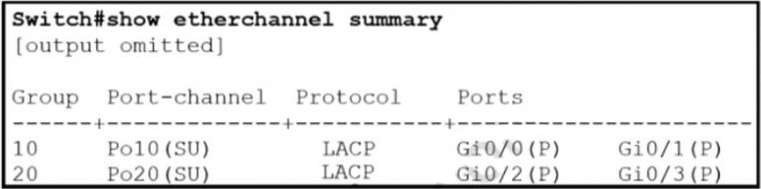 Switch#show etherchannel summary
[output omitted]
Group Port-channel Protocol Ports
------+-------------+-----------+-----------------------
10 Po10(SU) LACP Gi0/0(P) Gi0/1(P)
20 Po20(SU) LACP Gi0/2(P) Gi0/3(P)